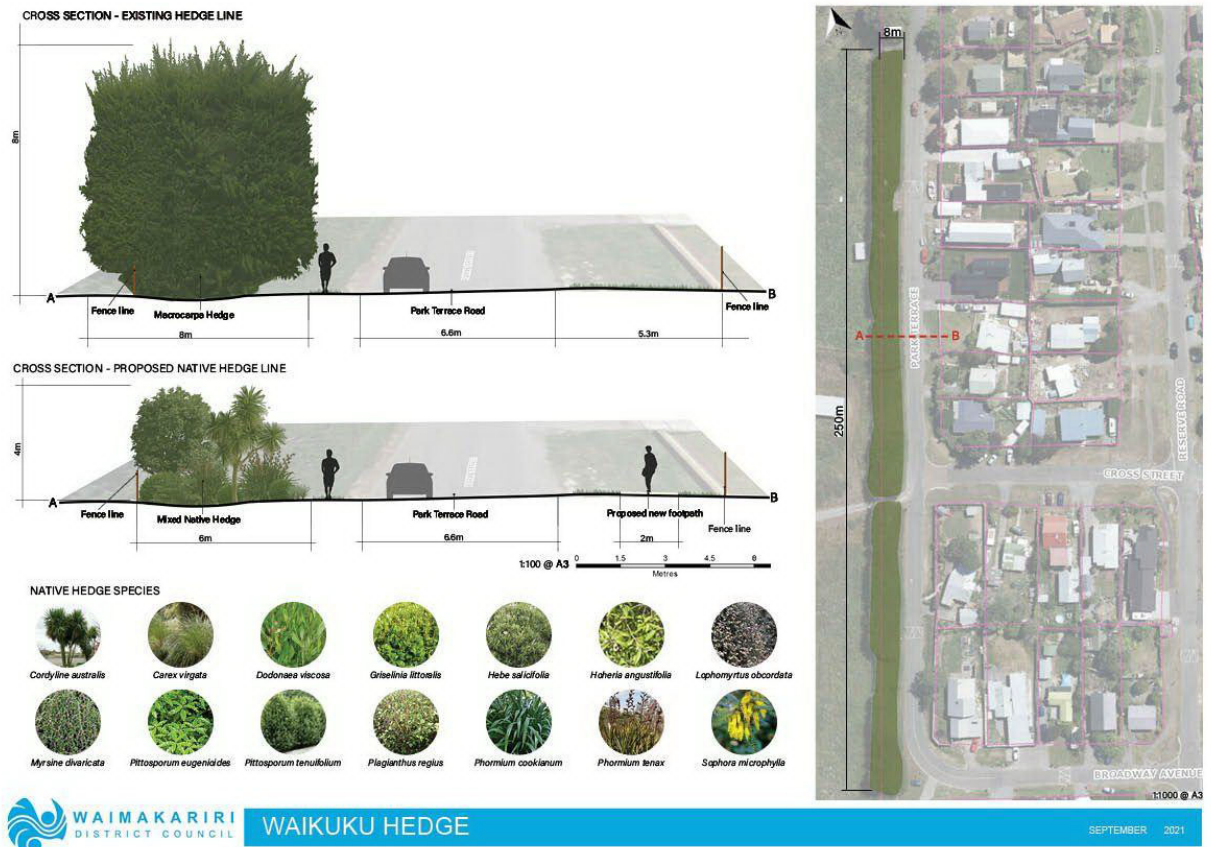 CROSS SECTION - EXISTING HEDGE LINE
8m
A
B
Fence line
Macrocarpa Hedge
Park Terrace Road
Fence line
8m
6.6m
5.3m
CROSS SECTION - PROPOSED NATIVE HEDGE LINE
4m
A
B
Fence line
Mixed Native Hedge
Park Terrace Road
Proposed new footpath
Fence line
6m
6.6m
2m
1:100 @ A3
0 1.5 3 4.5 6
Metres
NATIVE HEDGE SPECIES
Cordyline australis
Carex virgata
Dodonaea viscosa
Griselinia littoralis
Hebe salicifolia
Hoheria angustifolia
Lophomyrtus obcordata
Myrsine divaricata
Pittosporum eugenioides
Pittosporum tenuifolium
Plagianthus regius
Phormium cookianum
Phormium tenax
Sophora microphylla
8m
250m
A
B
PARK TERRACE
RESERVE ROAD
CROSS STREET
BROADWAY AVENUE
1:1000 @ A3
WAIMAKARIRI
DISTRICT COUNCIL
WAIKUKU HEDGE
SEPTEMBER 2021